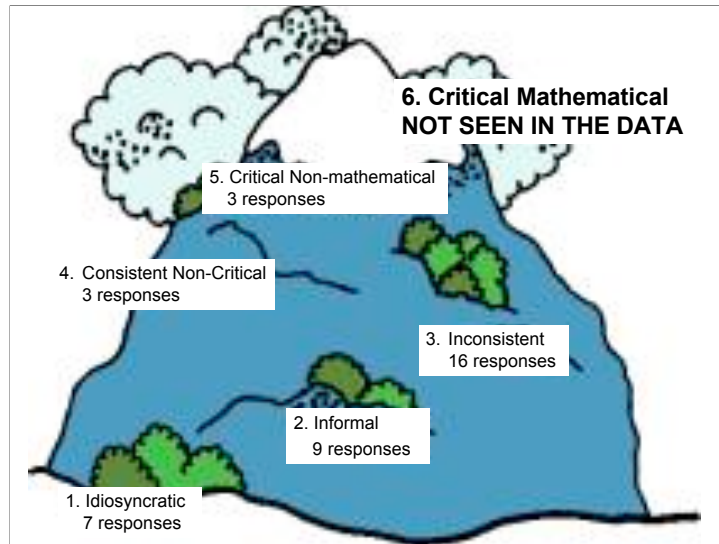 6. Critical Mathematical
NOT SEEN IN THE DATA
5. Critical Non-mathematical
3 responses
4. Consistent Non-Critical
3 responses
3. Inconsistent
16 responses
2. Informal
9 responses
1. Idiosyncratic
7 responses